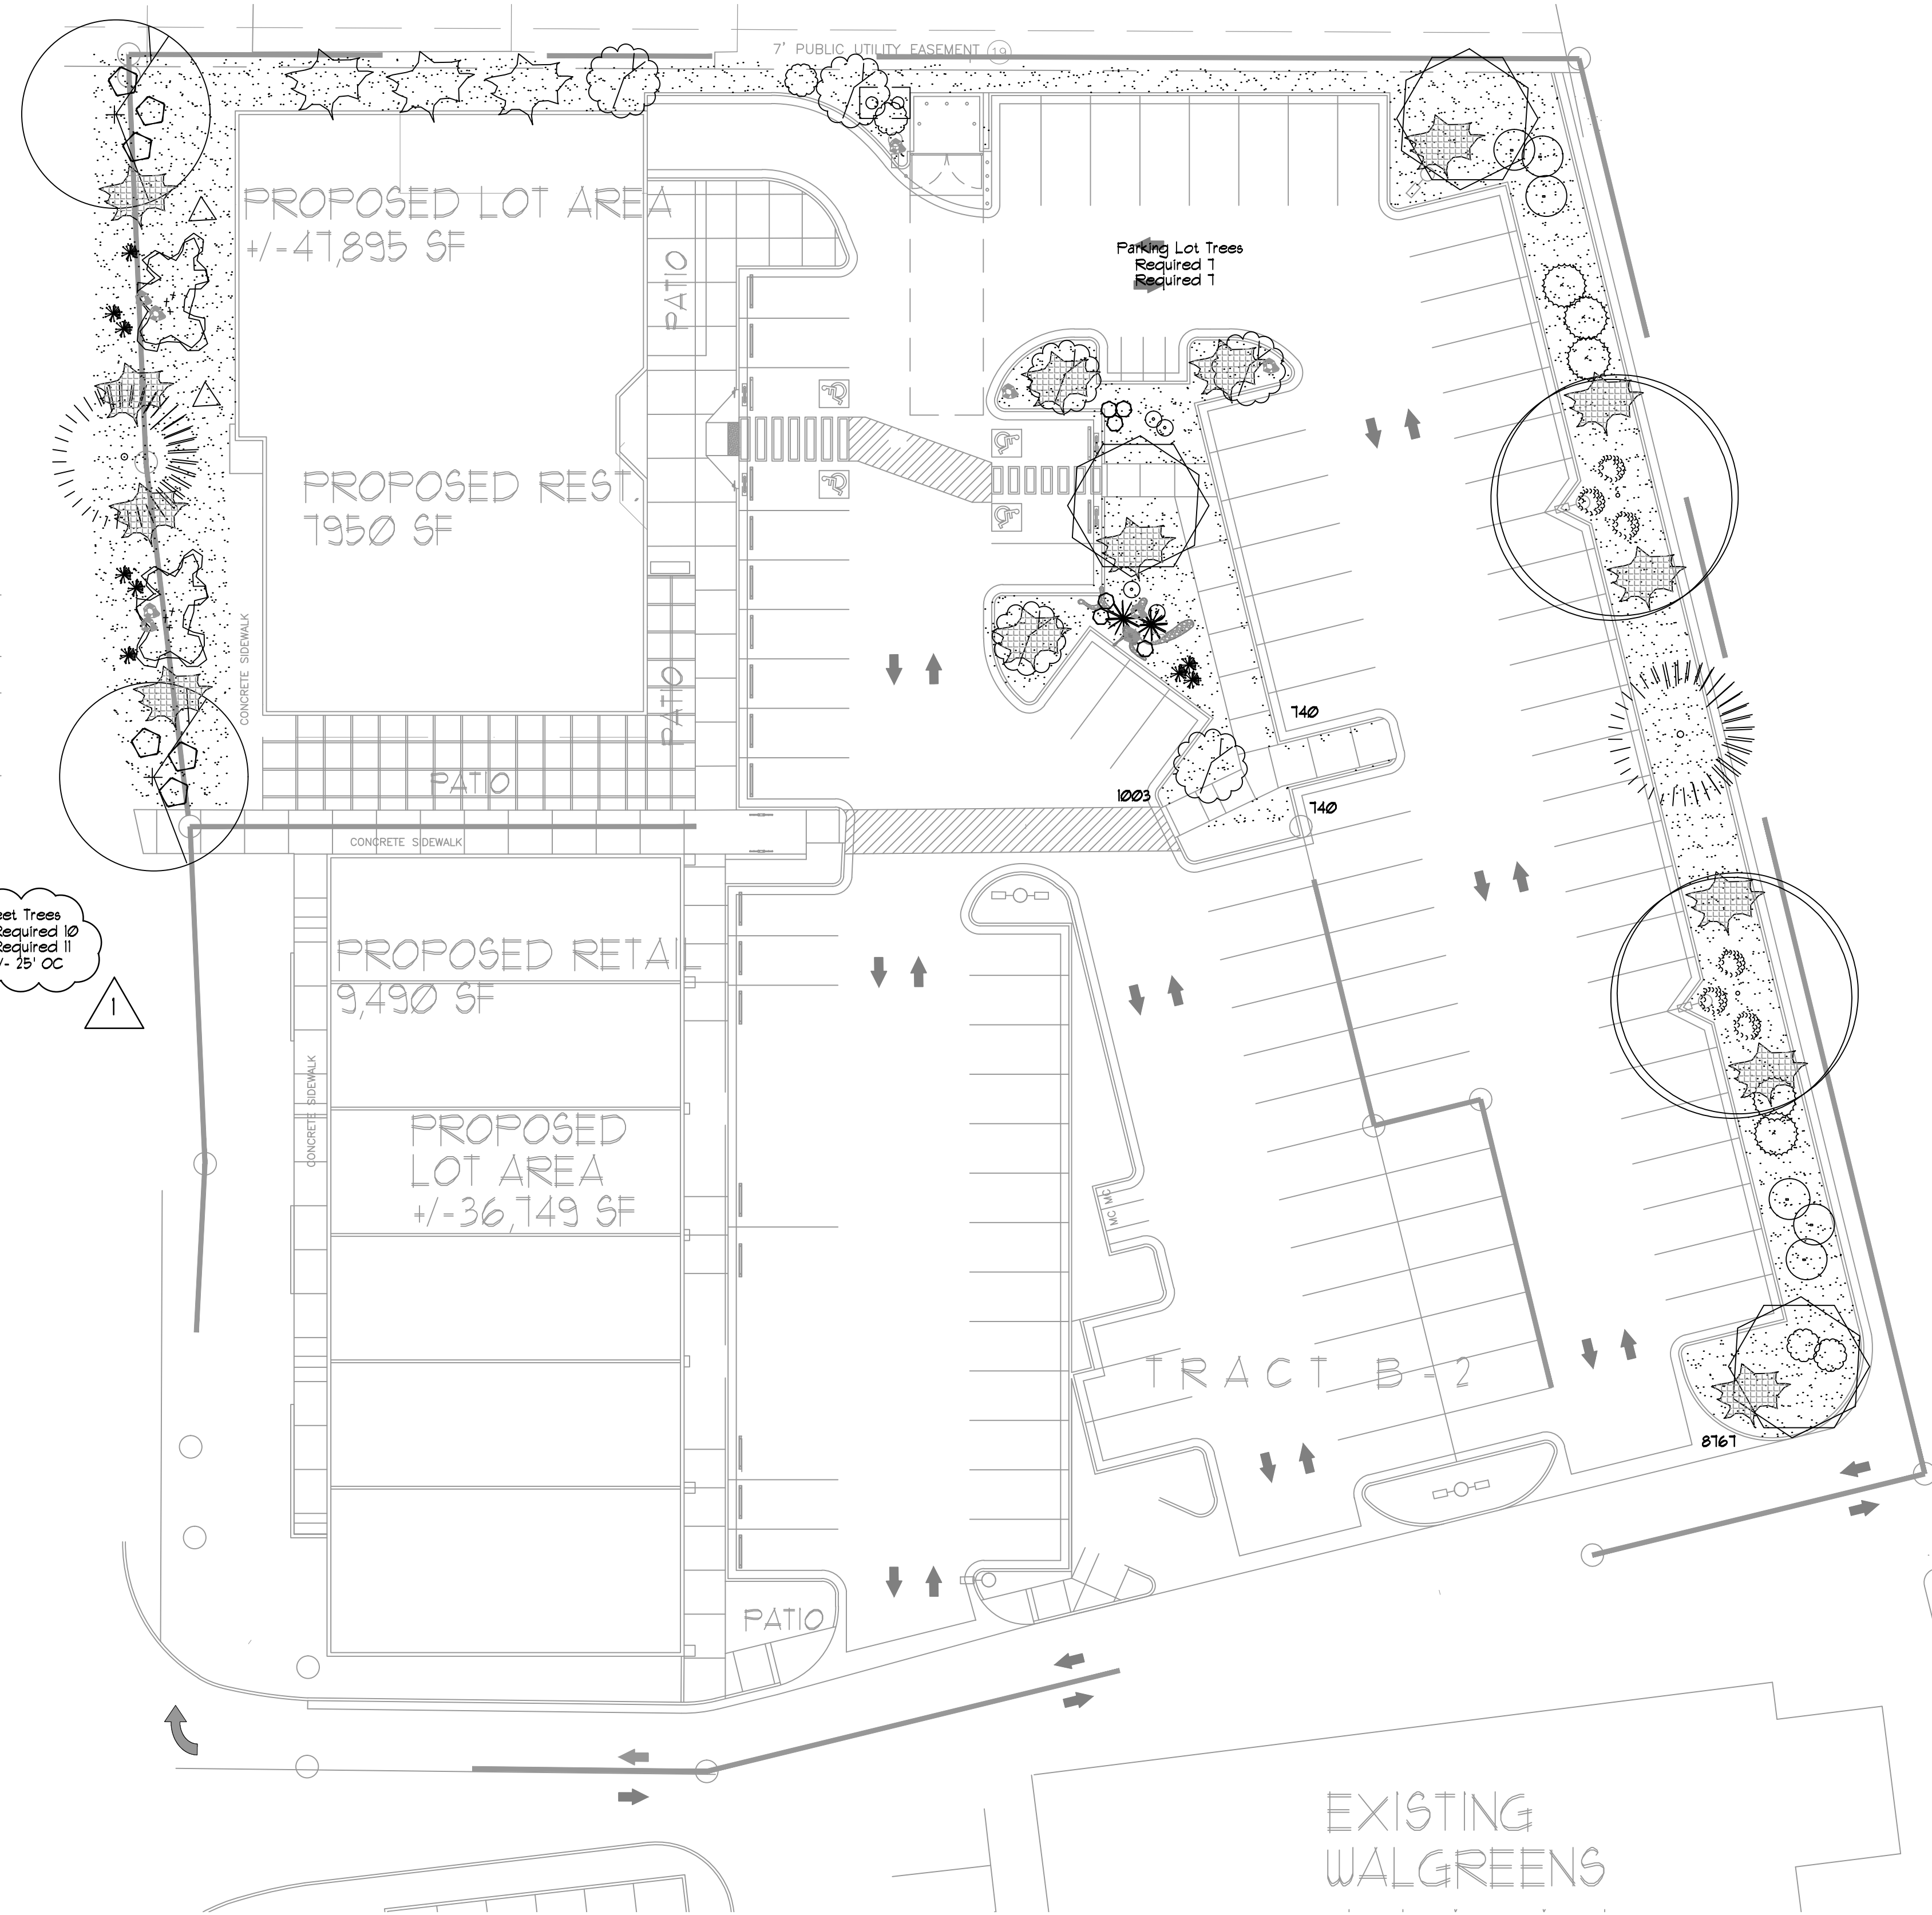 7' PUBLIC UTILITY EASEMENT 19
PROPOSED LOT AREA
+/-47,895 SF
PATIO
Parking Lot Trees
Required 7
Required 7
PROPOSED REST
7950 SF
CONCRETE SIDEWALK
PATIO
PATIO
740
1003
740
CONCRETE SIDEWALK
eet Trees
Required 10
Required 11
/- 25' OC
1
PROPOSED RETAIL
9,490 SF
CONCRETE SIDEWALK
PROPOSED
LOT AREA
+/-36,749 SF
MC MC
TRACT B-2
8767
PATIO
EXISTING
WALGREENS